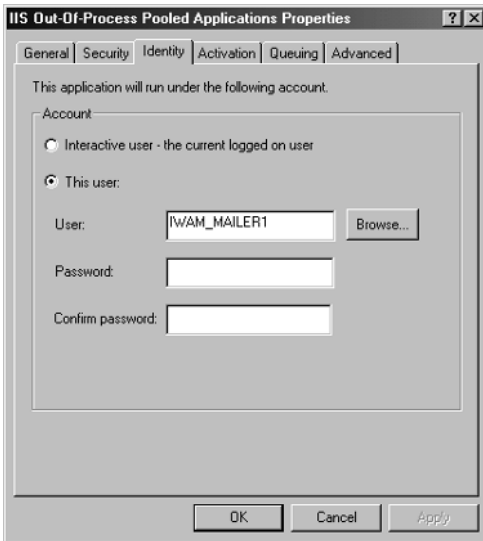 IIS Out-Of-Process Pooled Applications Properties ? X
General Security Identity Activation Queuing Advanced
This application will run under the following account.
Account
Interactive user - the current logged on user
This user:
User: IWAM_MAILER1 Browse...
Password:
Confirm password:
OK Cancel Apply